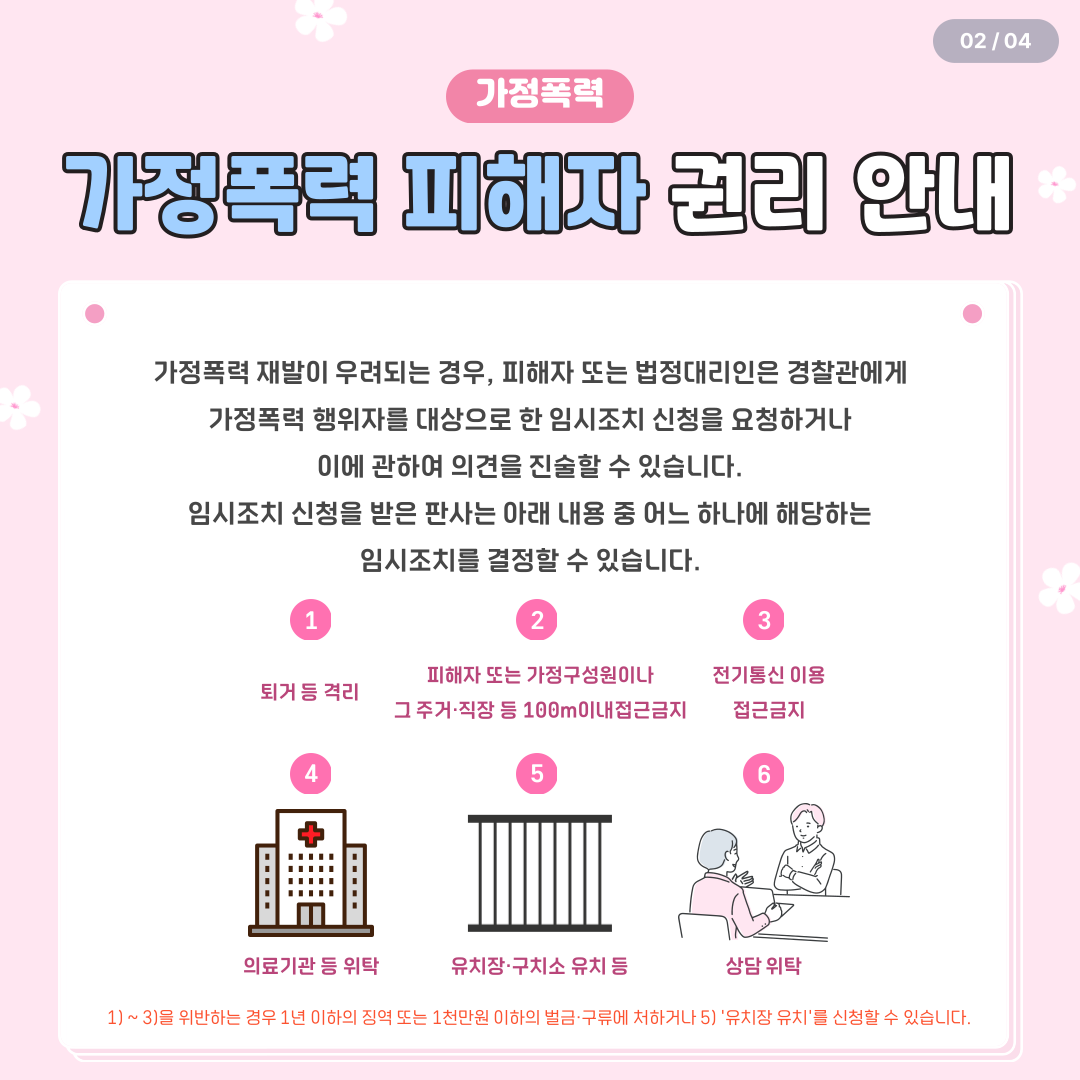 02 / 04
가정폭력
가정폭력 피해자 권리 안내
가정폭력 재발이 우려되는 경우, 피해자 또는 법정대리인은 경찰관에게
가정폭력 행위자를 대상으로 한 임시조치 신청을 요청하거나
이에 관하여 의견을 진술할 수 있습니다.
임시조치 신청을 받은 판사는 아래 내용 중 어느 하나에 해당하는
임시조치를 결정할 수 있습니다.
1
퇴거 등 격리
2
피해자 또는 가정구성원이나
그 주거·직장 등 100m이내접근금지
3
전기통신 이용
접근금지
4
의료기관 등 위탁
5
유치장·구치소 유치 등
6
상담 위탁
1) ~ 3)을 위반하는 경우 1년 이하의 징역 또는 1천만원 이하의 벌금·구류에 처하거나 5) '유치장 유치'를 신청할 수 있습니다.